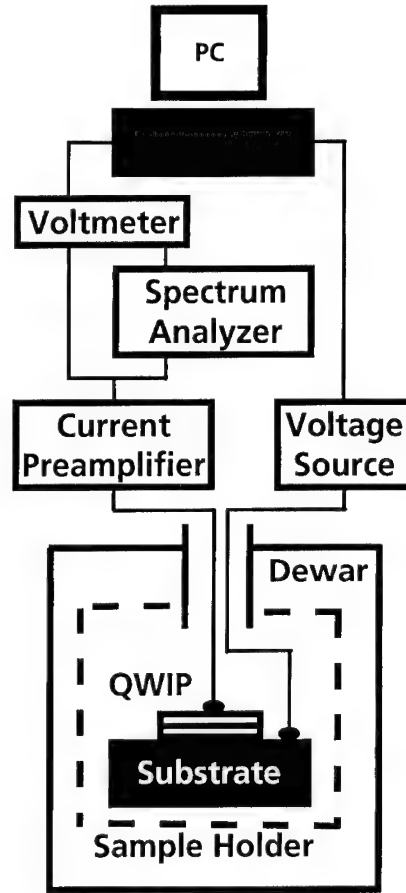 PC
Voltmeter
Spectrum
Analyzer
Current
Preamplifier
Voltage
Source
Dewar
QWIP
Substrate
Sample Holder